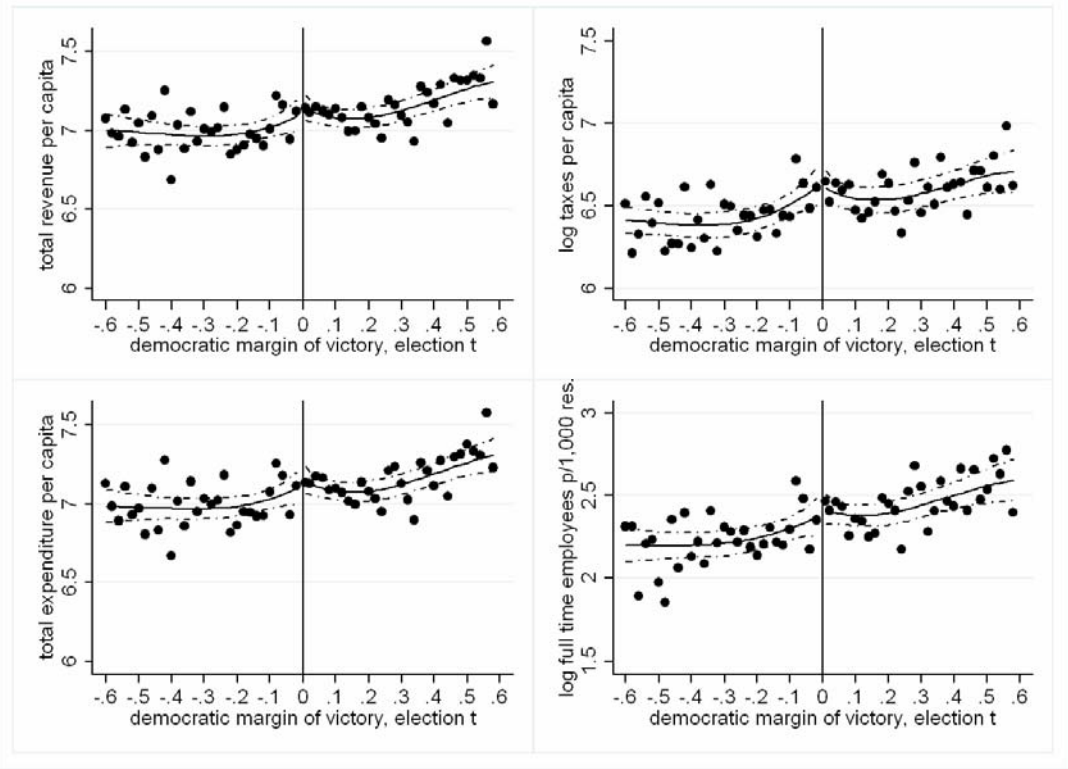 total revenue per capita
7.5
7
6.5
6
-.6 -.5 -.4 -.3 -.2 -.1 0 .1 .2 .3 .4 .5 .6
democratic margin of victory, election t
log taxes per capita
7.5
7
6.5
6
-.6 -.5 -.4 -.3 -.2 -.1 0 .1 .2 .3 .4 .5 .6
democratic margin of victory, election t
total expenditure per capita
7.5
7
6.5
6
-.6 -.5 -.4 -.3 -.2 -.1 0 .1 .2 .3 .4 .5 .6
democratic margin of victory, election t
log full time employees p/1,000 res.
3
2.5
2
1.5
-.6 -.5 -.4 -.3 -.2 -.1 0 .1 .2 .3 .4 .5 .6
democratic margin of victory, election t